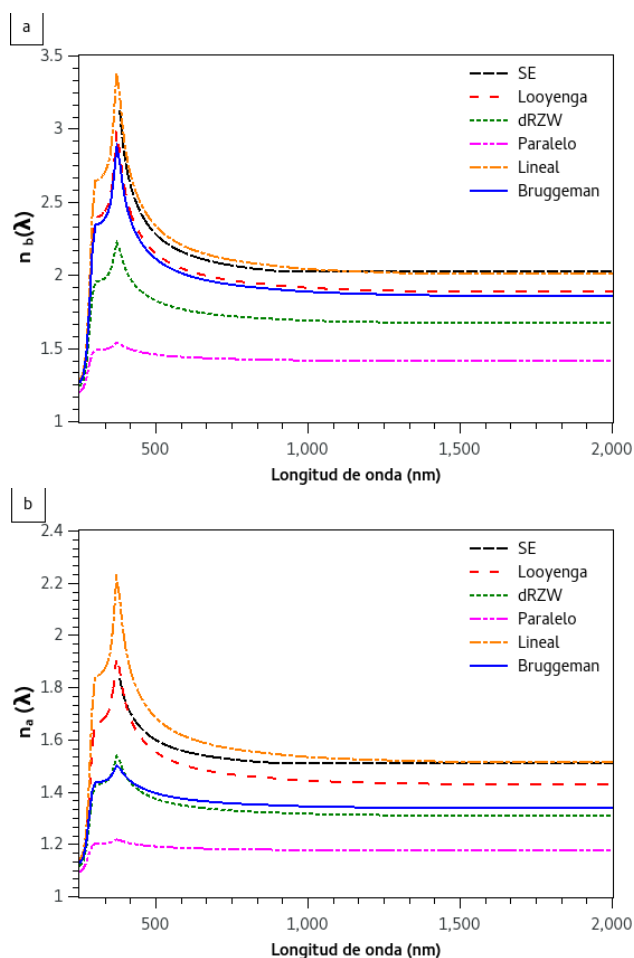 a
3.5
3
2.5
2
1.5
1
n b(λ)
SE
Looyenga
dRZW
Paralelo
Lineal
Bruggeman
500
1,000
1,500
2,000
Longitud de onda (nm)
b
2.4
2.2
2
1.8
1.6
1.4
1.2
1
na(λ)
SE
Looyenga
dRZW
Paralelo
Lineal
Bruggeman
500
1,000
1,500
2,000
Longitud de onda (nm)